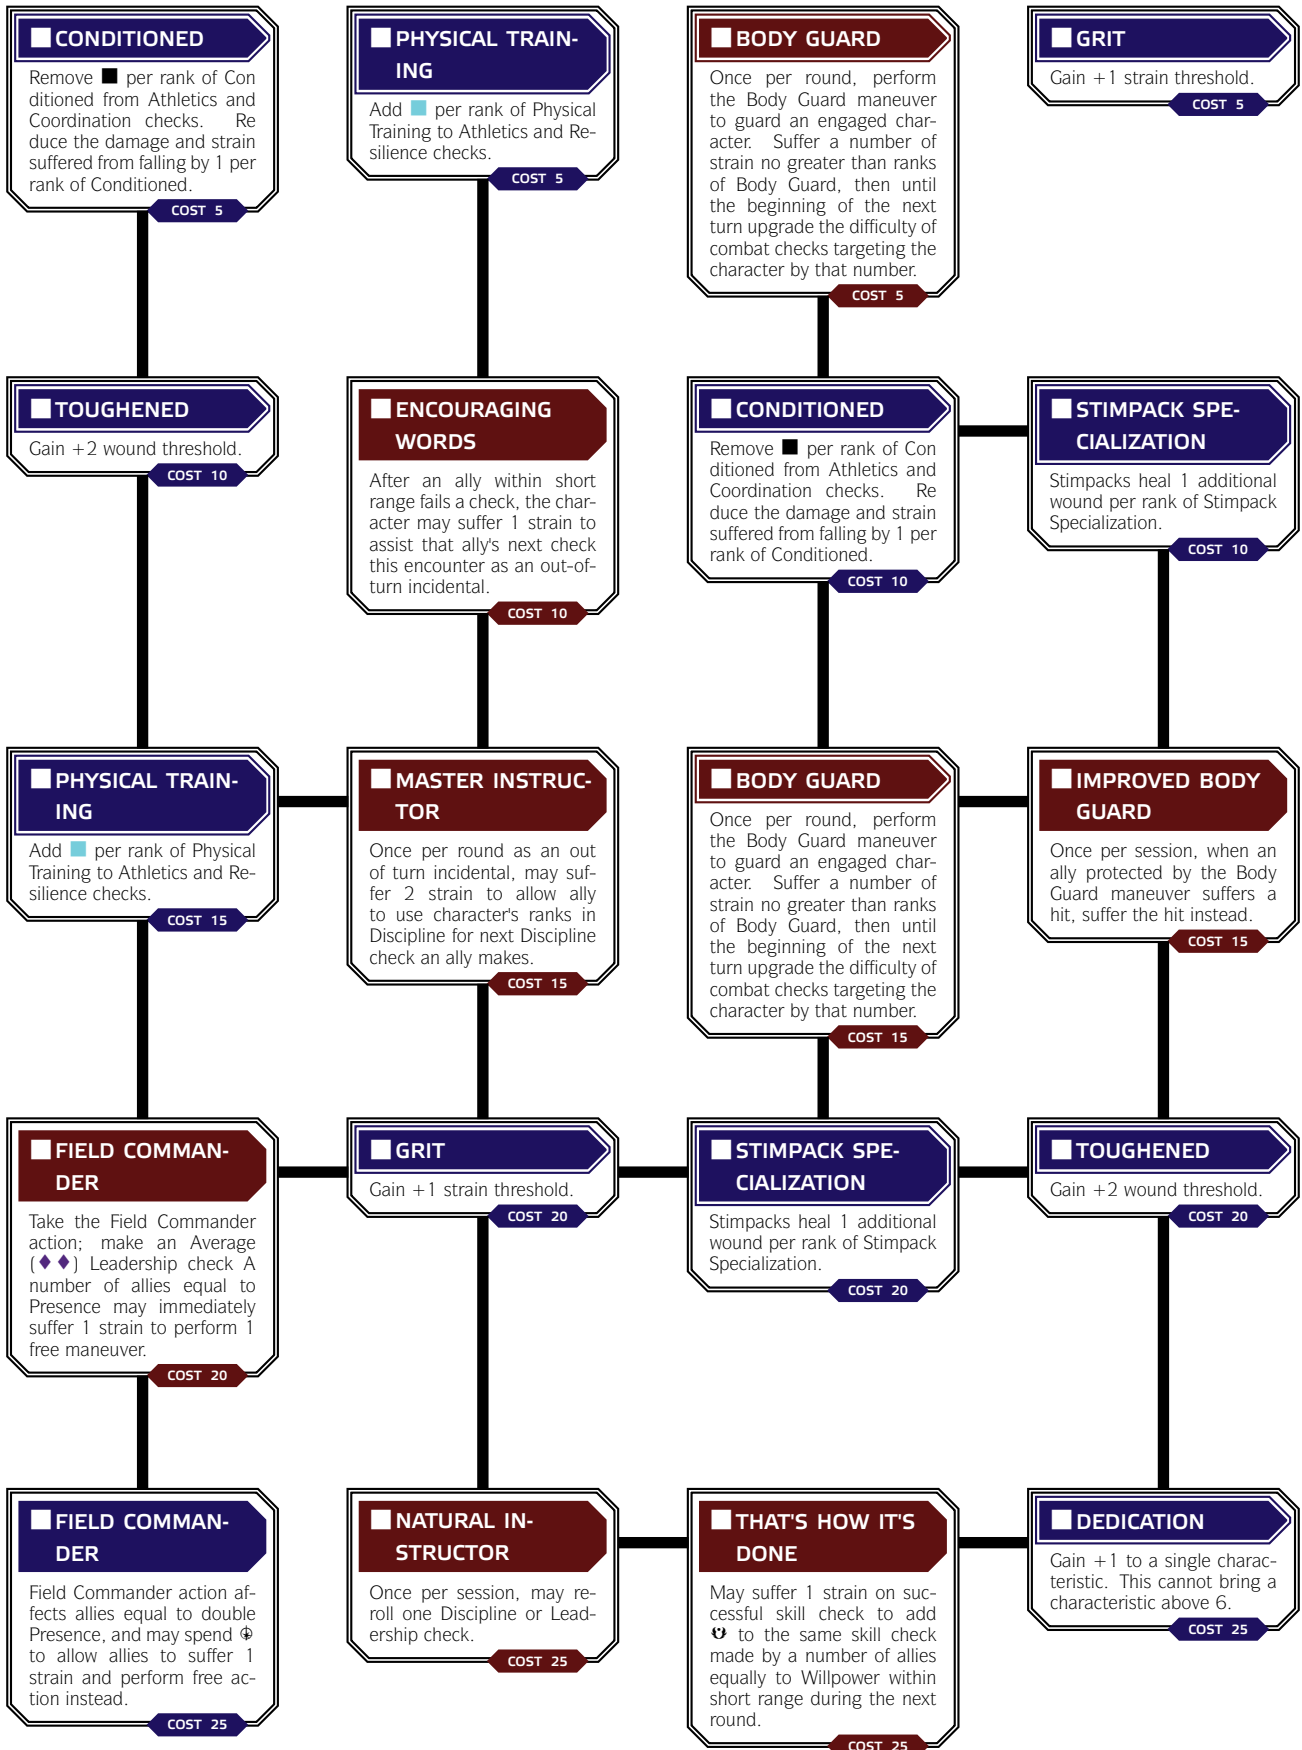 CONDITIONED
Remove per rank of Con
ditioned from Athletics and
Coordination checks. Re
duce the damage and strain
suffered from falling by 1 per
rank of Conditioned.
COST 5
PHYSICAL TRAIN-
ING
Add per rank of Physical
Training to Athletics and Re-
silience checks.
COST 5
BODY GUARD
Once per round, perform
the Body Guard maneuver
to guard an engaged char-
acter. Suffer a number of
strain no greater than ranks
of Body Guard, then until
the beginning of the next
turn upgrade the difficulty of
combat checks targeting the
character by that number.
COST 5
GRIT
Gain +1 strain threshold.
COST 5
TOUGHENED
Gain +2 wound threshold.
COST 10
ENCOURAGING
WORDS
After an ally within short
range fails a check, the char-
acter may suffer 1 strain to
assist that ally's next check
this encounter as an out-of-
turn incidental.
COST 10
CONDITIONED
Remove per rank of Con
ditioned from Athletics and
Coordination checks. Re
duce the damage and strain
suffered from falling by 1 per
rank of Conditioned.
COST 10
STIMPACK SPE-
CIALIZATION
Stimpacks heal 1 additional
wound per rank of Stimpack
Specialization.
COST 10
PHYSICAL TRAIN-
ING
Add per rank of Physical
Training to Athletics and Re-
silience checks.
COST 15
MASTER INSTRUC-
TOR
Once per round as an out
of turn incidental, may suf-
fer 2 strain to allow ally
to use character's ranks in
Discipline for next Discipline
check an ally makes.
COST 15
BODY GUARD
Once per round, perform
the Body Guard maneuver
to guard an engaged char-
acter. Suffer a number of
strain no greater than ranks
of Body Guard, then until
the beginning of the next
turn upgrade the difficulty of
combat checks targeting the
character by that number.
COST 15
IMPROVED BODY
GUARD
Once per session, when an
ally protected by the Body
Guard maneuver suffers a
hit, suffer the hit instead.
COST 15
FIELD COMMAN-
DER
Take the Field Commander
action; make an Average
(♦ ♦) Leadership check A
number of allies equal to
Presence may immediately
suffer 1 strain to perform 1
free maneuver.
COST 20
GRIT
Gain +1 strain threshold.
COST 20
STIMPACK SPE-
CIALIZATION
Stimpacks heal 1 additional
wound per rank of Stimpack
Specialization.
COST 20
TOUGHENED
Gain +2 wound threshold.
COST 20
FIELD COMMAN-
DER
Field Commander action af-
fects allies equal to double
Presence, and may spend
to allow allies to suffer 1
strain and perform free ac-
tion instead.
COST 25
NATURAL IN-
STRUCTOR
Once per session, may re-
roll one Discipline or Lead-
ership check.
COST 25
THAT'S HOW IT'S
DONE
May suffer 1 strain on suc-
cessful skill check to add
to the same skill check
made by a number of allies
equally to Willpower within
short range during the next
round.
COST 25
DEDICATION
Gain +1 to a single charac-
teristic. This cannot bring a
characteristic above 6.
COST 25